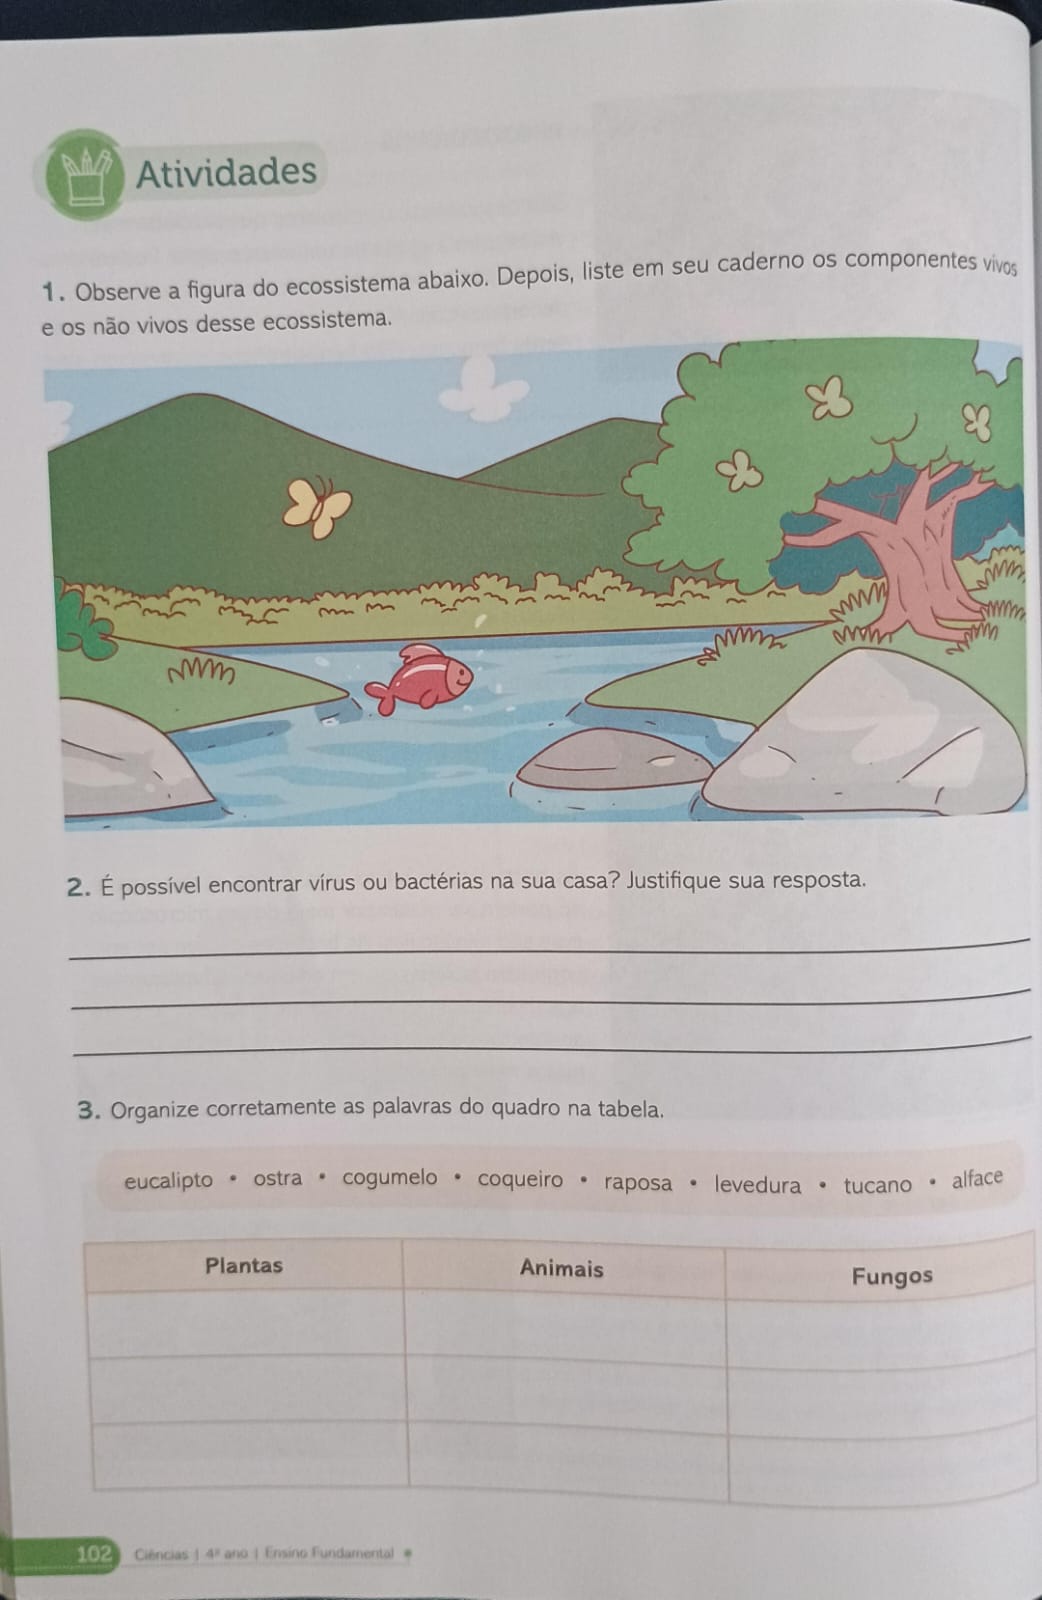 Atividades
1. Observe a figura do ecossistema abaixo. Depois, liste em seu caderno os componentes vivos
e os não vivos desse ecossistema.
2. É possível encontrar vírus ou bactérias na sua casa? Justifique sua resposta.
3. Organize corretamente as palavras do quadro na tabela.
eucalipto • ostra • cogumelo • coqueiro • raposa • levedura • tucano • alface
Plantas Animais Fungos
102 Ciências | 4º ano | Ensino Fundamental